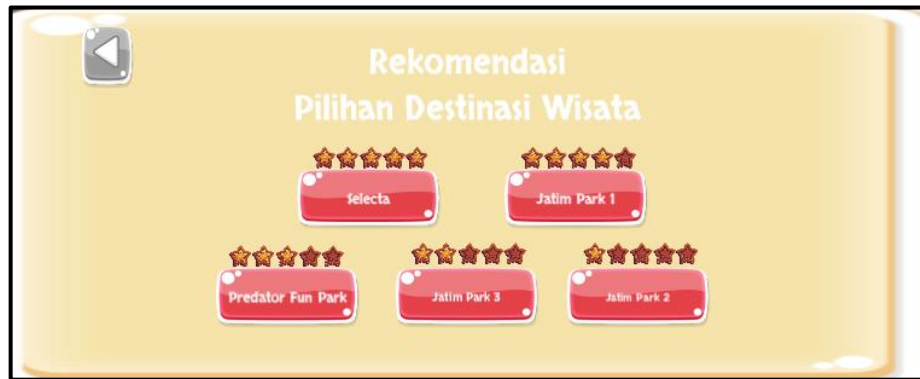 Rekomendasi
Pilihan Destinasi Wisata
Selecta
Jatim Park 1
Predator Fun Park
Jatim Park 3
Jatim Park 2